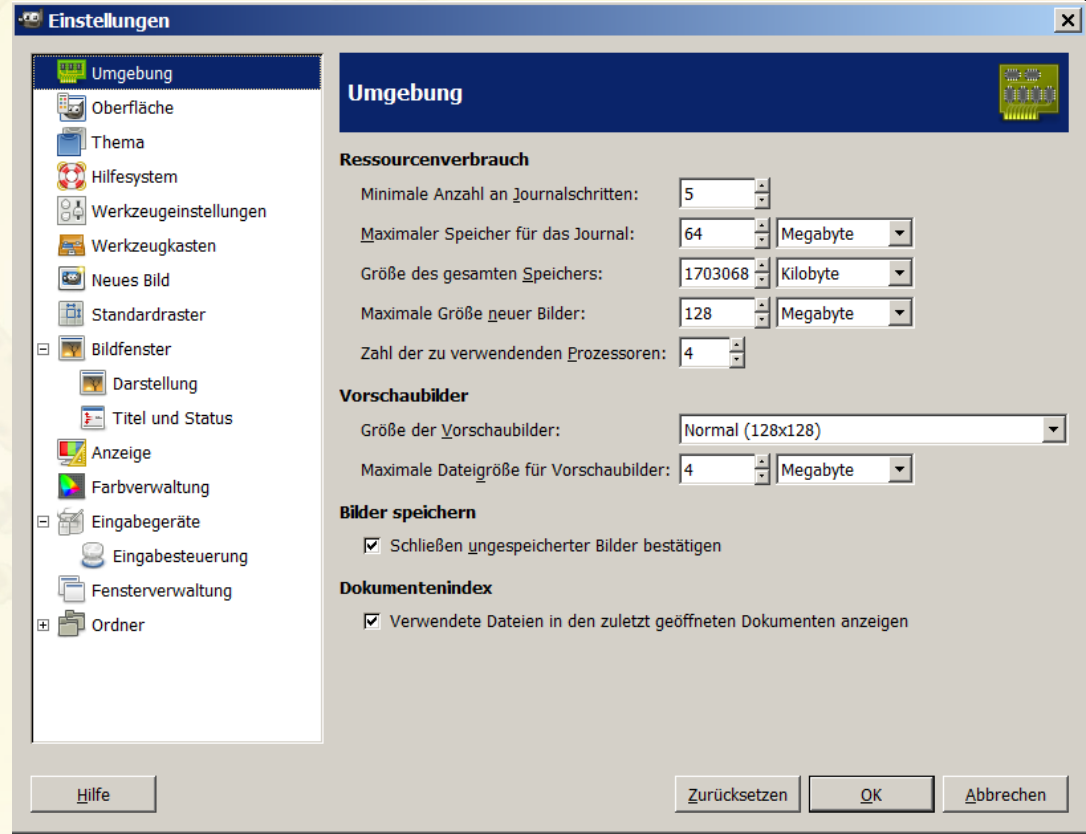 Einstellungen
Umgebung
Oberfläche
Thema
Hilfesystem
Werkzeugeinstellungen
Werkzeugkasten
Neues Bild
Standardraster
Bildfenster
Darstellung
Titel und Status
Anzeige
Farbverwaltung
Eingabegeräte
Eingabesteuerung
Fensterverwaltung
Ordner
Umgebung
Ressourcenverbrauch
Minimale Anzahl an Journalschritten: 5
Maximaler Speicher für das Journal: 64 Megabyte
Größe des gesamten Speichers: 1703068 Kilobyte
Maximale Größe neuer Bilder: 128 Megabyte
Zahl der zu verwendenden Prozessoren: 4
Vorschaubilder
Größe der Vorschaubilder: Normal (128x128)
Maximale Dateigröße für Vorschaubilder: 4 Megabyte
Bilder speichern
Schließen ungespeicherter Bilder bestätigen
Dokumentenindex
Verwendete Dateien in den zuletzt geöffneten Dokumenten anzeigen
Hilfe Zurücksetzen OK Abbrechen